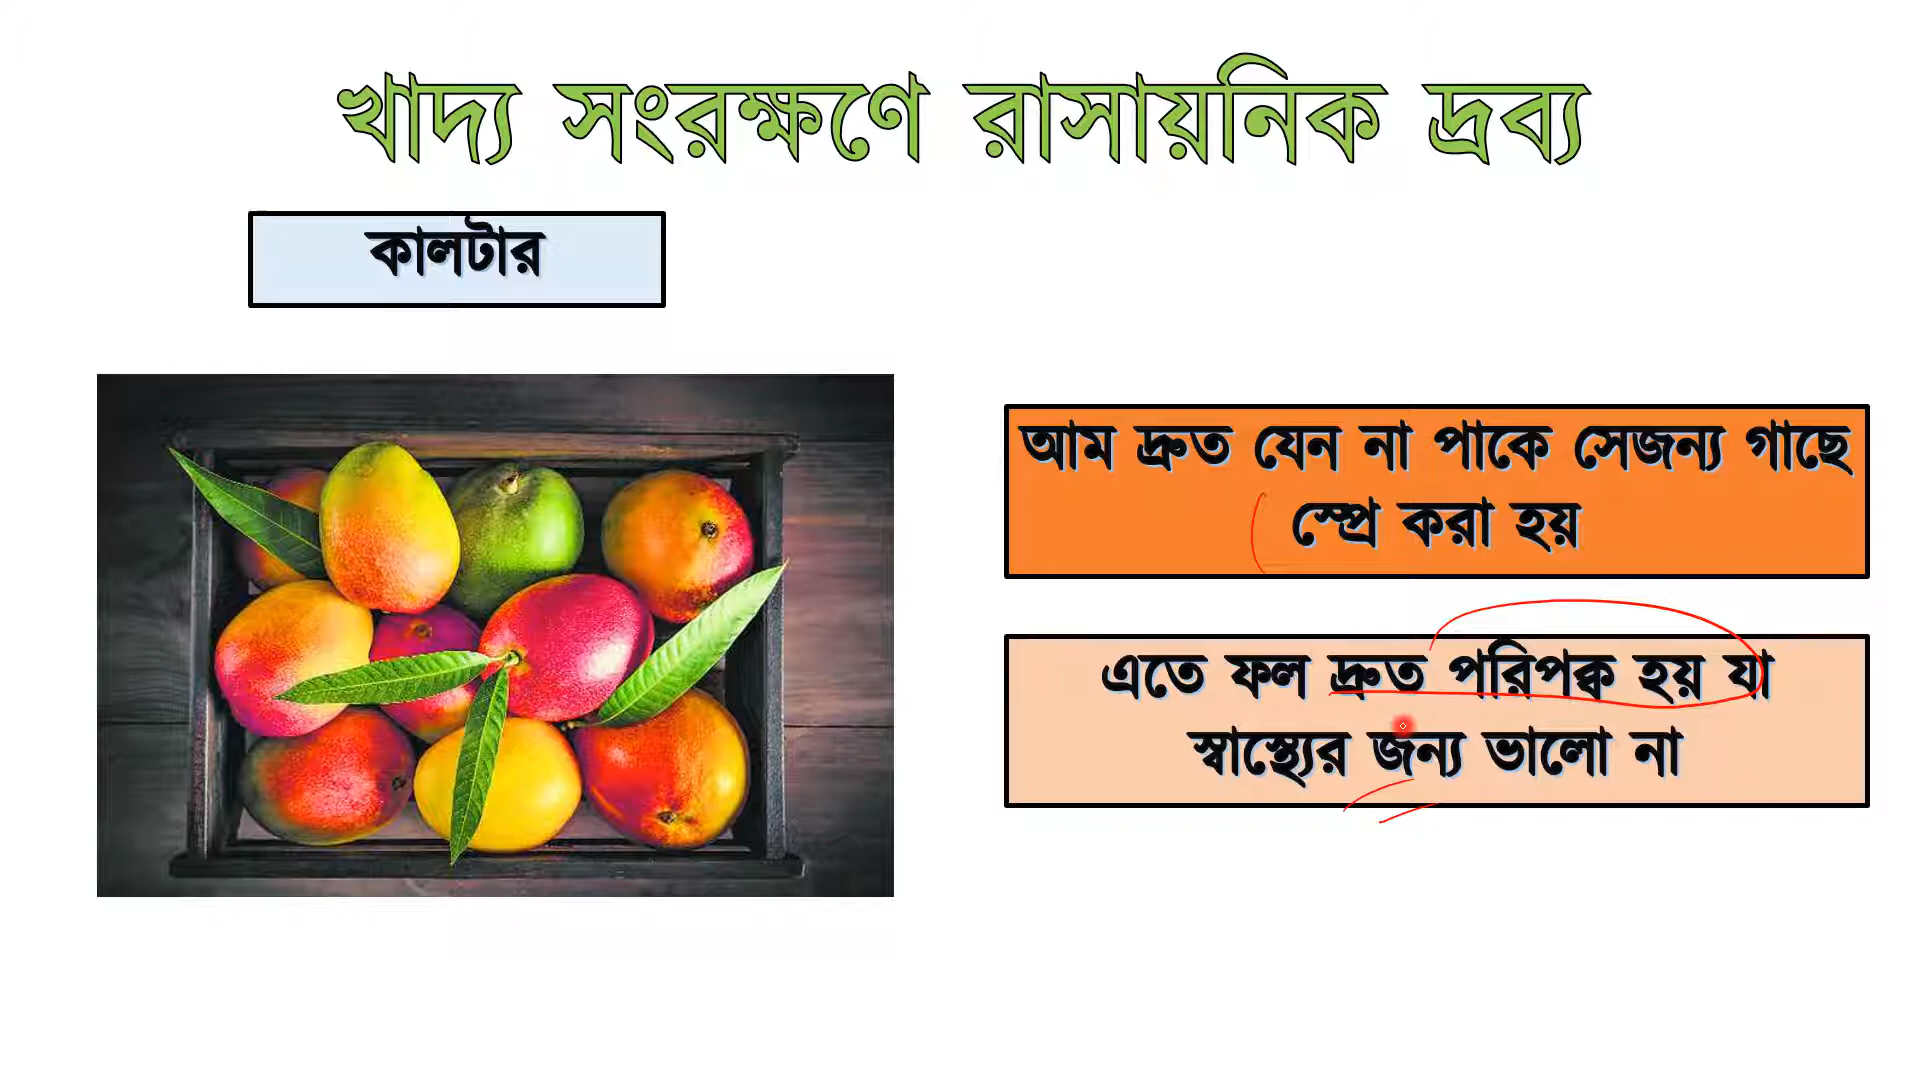 খাদ্য সংরক্ষণে রাসায়নিক দ্রব্য
কালটার
আম দ্রুত যেন না পাকে সেজন্য গাছে
স্প্রে করা হয়
এতে ফল দ্রুত পরিপক্ব হয় যা
স্বাস্থ্যের জন্য ভালো না